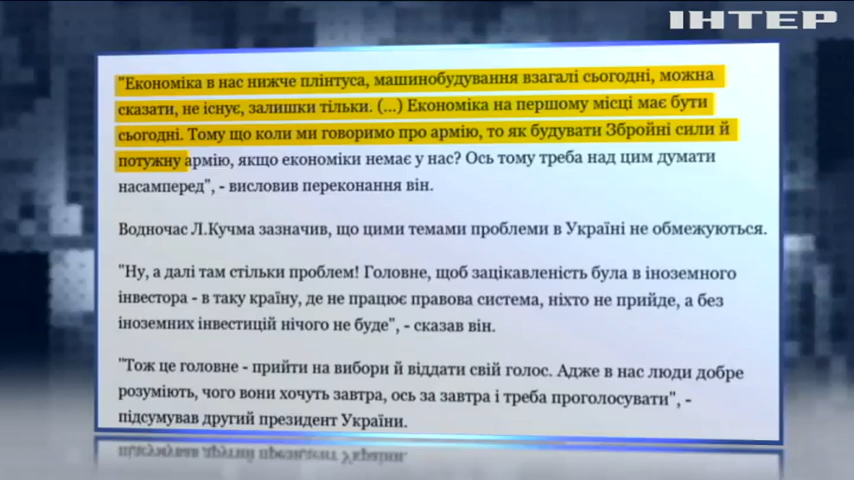 ІНТЕР
"Економіка в нас нижче плінтуса, машинобудування взагалі сьогодні, можна
сказати, не існує, залишки тільки. (...) Економіка на першому місці має бути
сьогодні. Тому що коли ми говоримо про армію, то як будувати Збройні сили й
потужну армію, якщо економіки немає у нас? Ось тому треба над цим думати
насамперед", - висловив переконання він.
Водночас Л.Кучма зазначив, що цими темами проблеми в Україні не обмежуються.
"Ну, а далі там стільки проблем! Головне, щоб зацікавленість була в іноземного
інвестора - в таку країну, де не працює правова система, ніхто не прийде, а без
іноземних інвестицій нічого не буде", - сказав він.
"Тож це головне - прийти на вибори й віддати свій голос. Адже в нас люди добре
розуміють, чого вони хочуть завтра, ось за завтра і треба проголосувати", -
підсумував другий президент України.